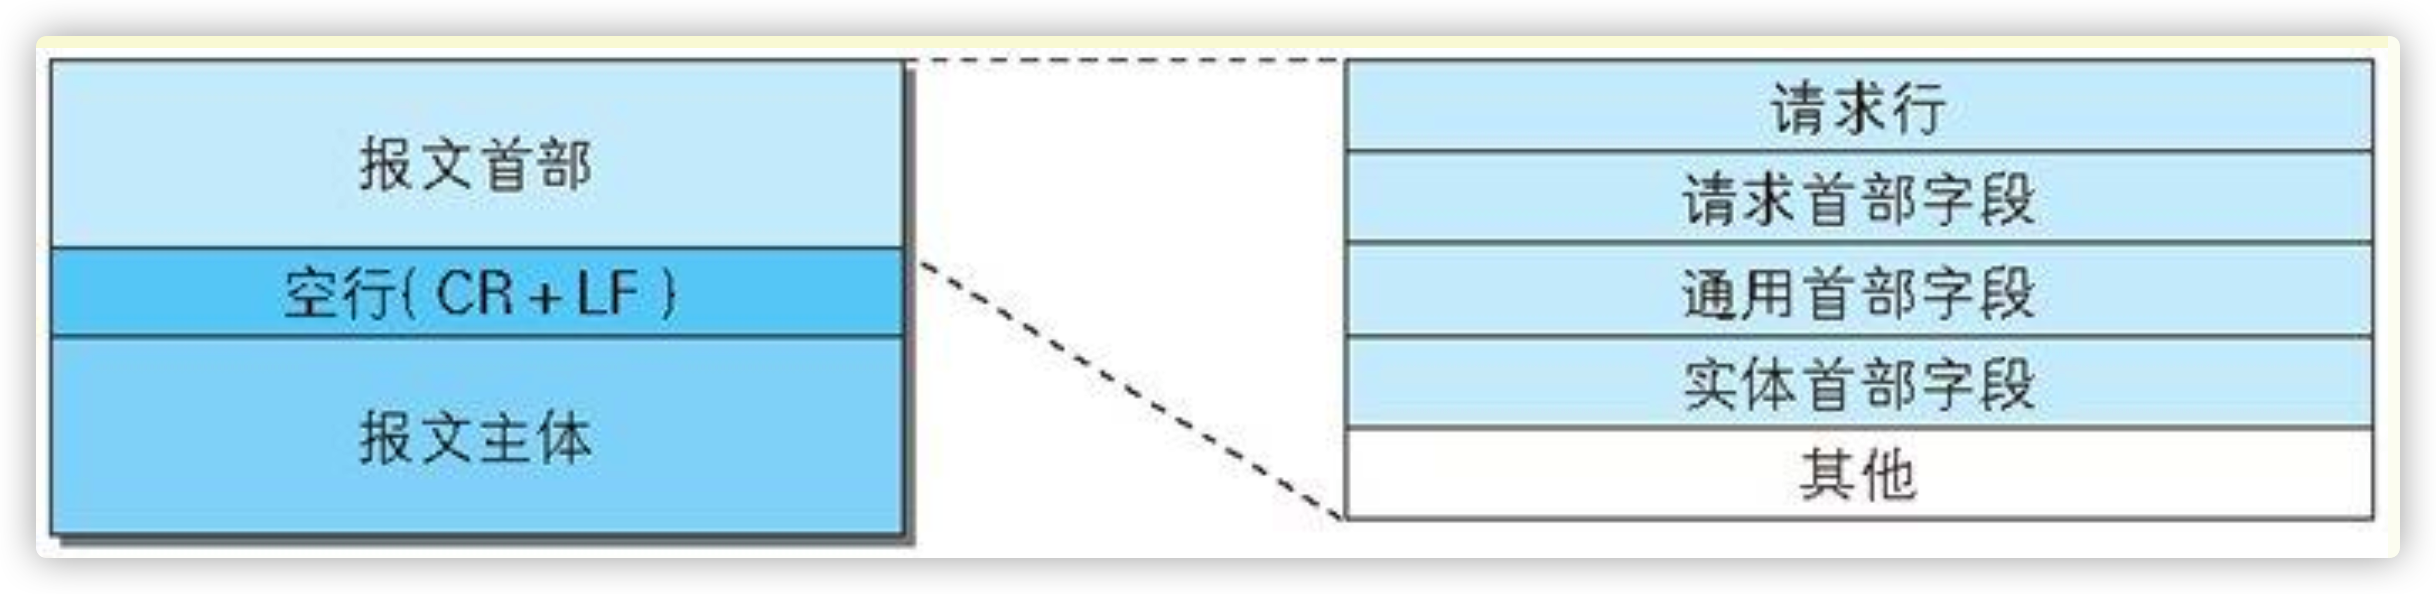 报文首部
空行(CR+LF)
报文主体
请求行
请求首部字段
通用首部字段
实体首部字段
其他